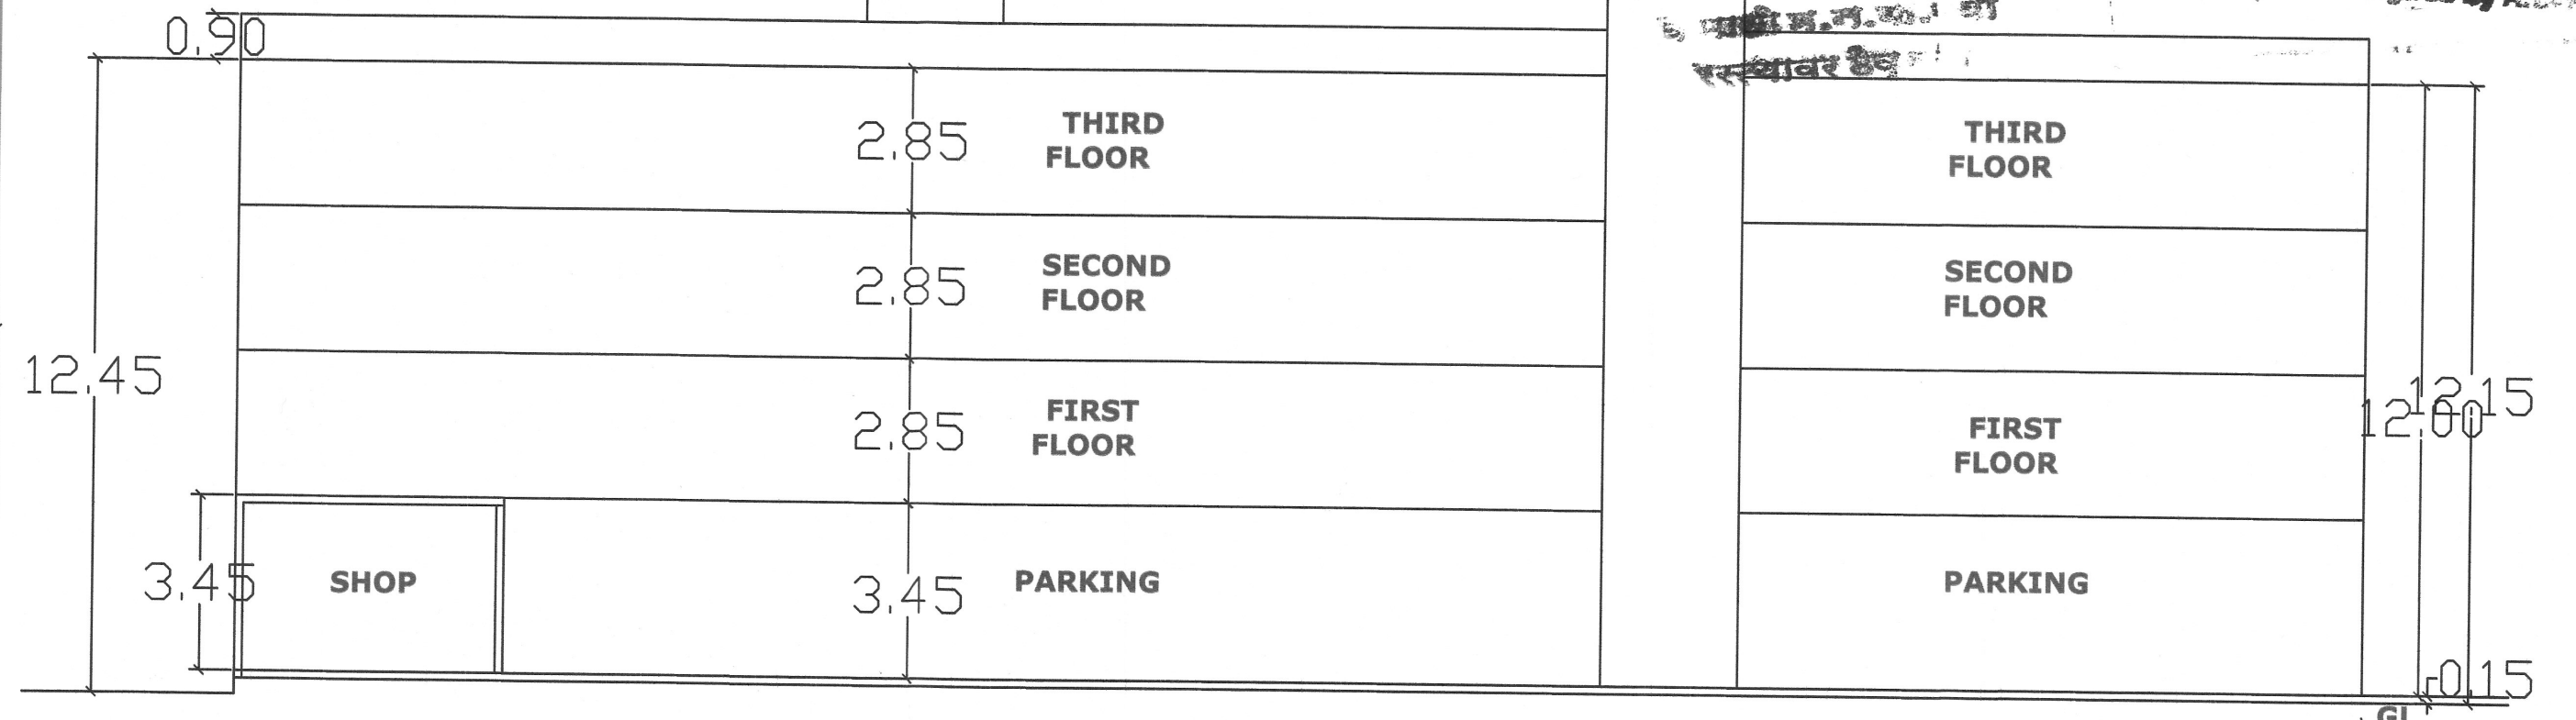 0.90
12.45
2.85
THIRD
FLOOR
THIRD
FLOOR
2.85
SECOND
FLOOR
SECOND
FLOOR
2.85
FIRST
FLOOR
FIRST
FLOOR
12.15
12.00
3.45
SHOP
3.45
PARKING
PARKING
0.15
GL